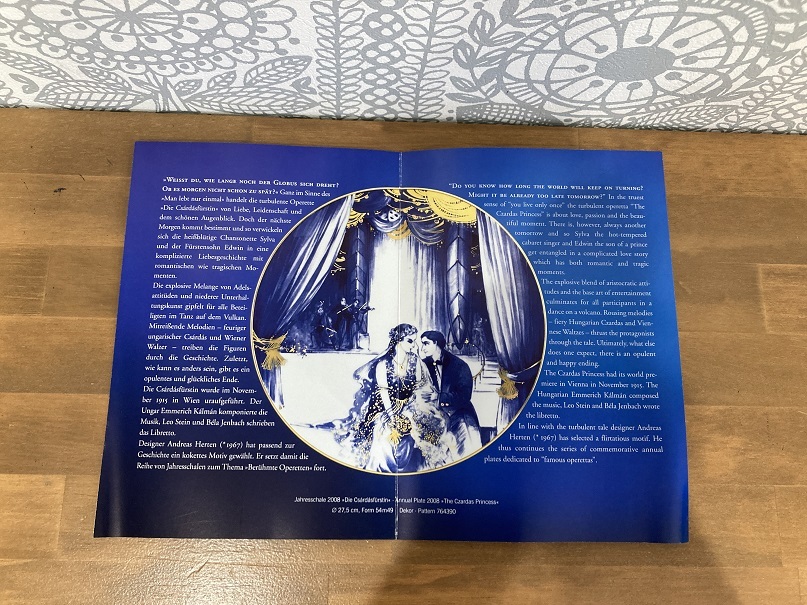 »Weisst du, wie lange noch der Globus sich dreht?
Ob es morgen nicht schon zu spät?« Ganz im Sinne des
»Man lebt nur einmal« handelt die turbulente Operette
»Die Csárdásfürstin« von Liebe, Leidenschaft und
dem schönen Augenblick. Doch der nächste
Morgen kommt bestimmt und so verwickeln
sich die heißblütige Chansonette Sylva
und der Fürstensohn Edwin in eine
komplizierte Liebesgeschichte mit
romantischen wie tragischen Mo-
menten.
Die explosive Melange von Adels-
attitüden und niederer Unterhal-
tungskunst gipfelt für alle Betei-
ligten im Tanz auf dem Vulkan.
Mitreißende Melodien – feuriger
ungarischer Csárdás und Wiener
Walzer – treiben die Figuren
durch die Geschichte. Zuletzt,
wie kann es anders sein, gibt es ein
opulentes und glückliches Ende.
Die Csárdásfürstin wurde im Novem-
ber 1915 in Wien uraufgeführt. Der
Ungar Emmerich Kálmán komponierte die
Musik, Leo Stein und Béla Jenbach schrieben
das Libretto.
Designer Andreas Herten (*1967) hat passend zur
Geschichte ein kokettes Motiv gewählt. Er setzt damit die
Reihe von Jahresschalen zum Thema »Berühmte Operetten« fort.
"Do you know how long the world will keep on turning?
Might it be already too late tomorrow?" In the truest
sense of "you live only once" the turbulent operetta "The
Czardas Princess" is about love, passion and the beau-
tiful moment. There is, however, always another
tomorrow and so Sylva the hot-tempered
cabaret singer and Edwin the son of a prince
get entangled in a complicated love story
which has both romantic and tragic
moments.
The explosive blend of aristocratic atti-
tudes and the base art of entertainment
culminates for all participants in a
dance on a volcano. Rousing melodies
– fiery Hungarian Czardas and Vien-
nese Waltzes – thrust the protagonists
through the tale. Ultimately, what else
does one expect, there is an opulent
and happy ending.
The Czardas Princess had its world pre-
miere in Vienna in November 1915. The
Hungarian Emmerich Kálmán composed
the music, Leo Stein and Béla Jenbach wrote
the libretto.
In line with the turbulent tale designer Andreas
Herten (*1967) has selected a flirtatious motif. He
thus continues the series of commemorative annual
plates dedicated to "famous operettas".
Jahresschale 2008 »Die Csárdásfürstin« · Annual Plate 2008 »The Czardas Princess«
Ø 27,5 cm, Form 54m49 · Dekor · Pattern 764390